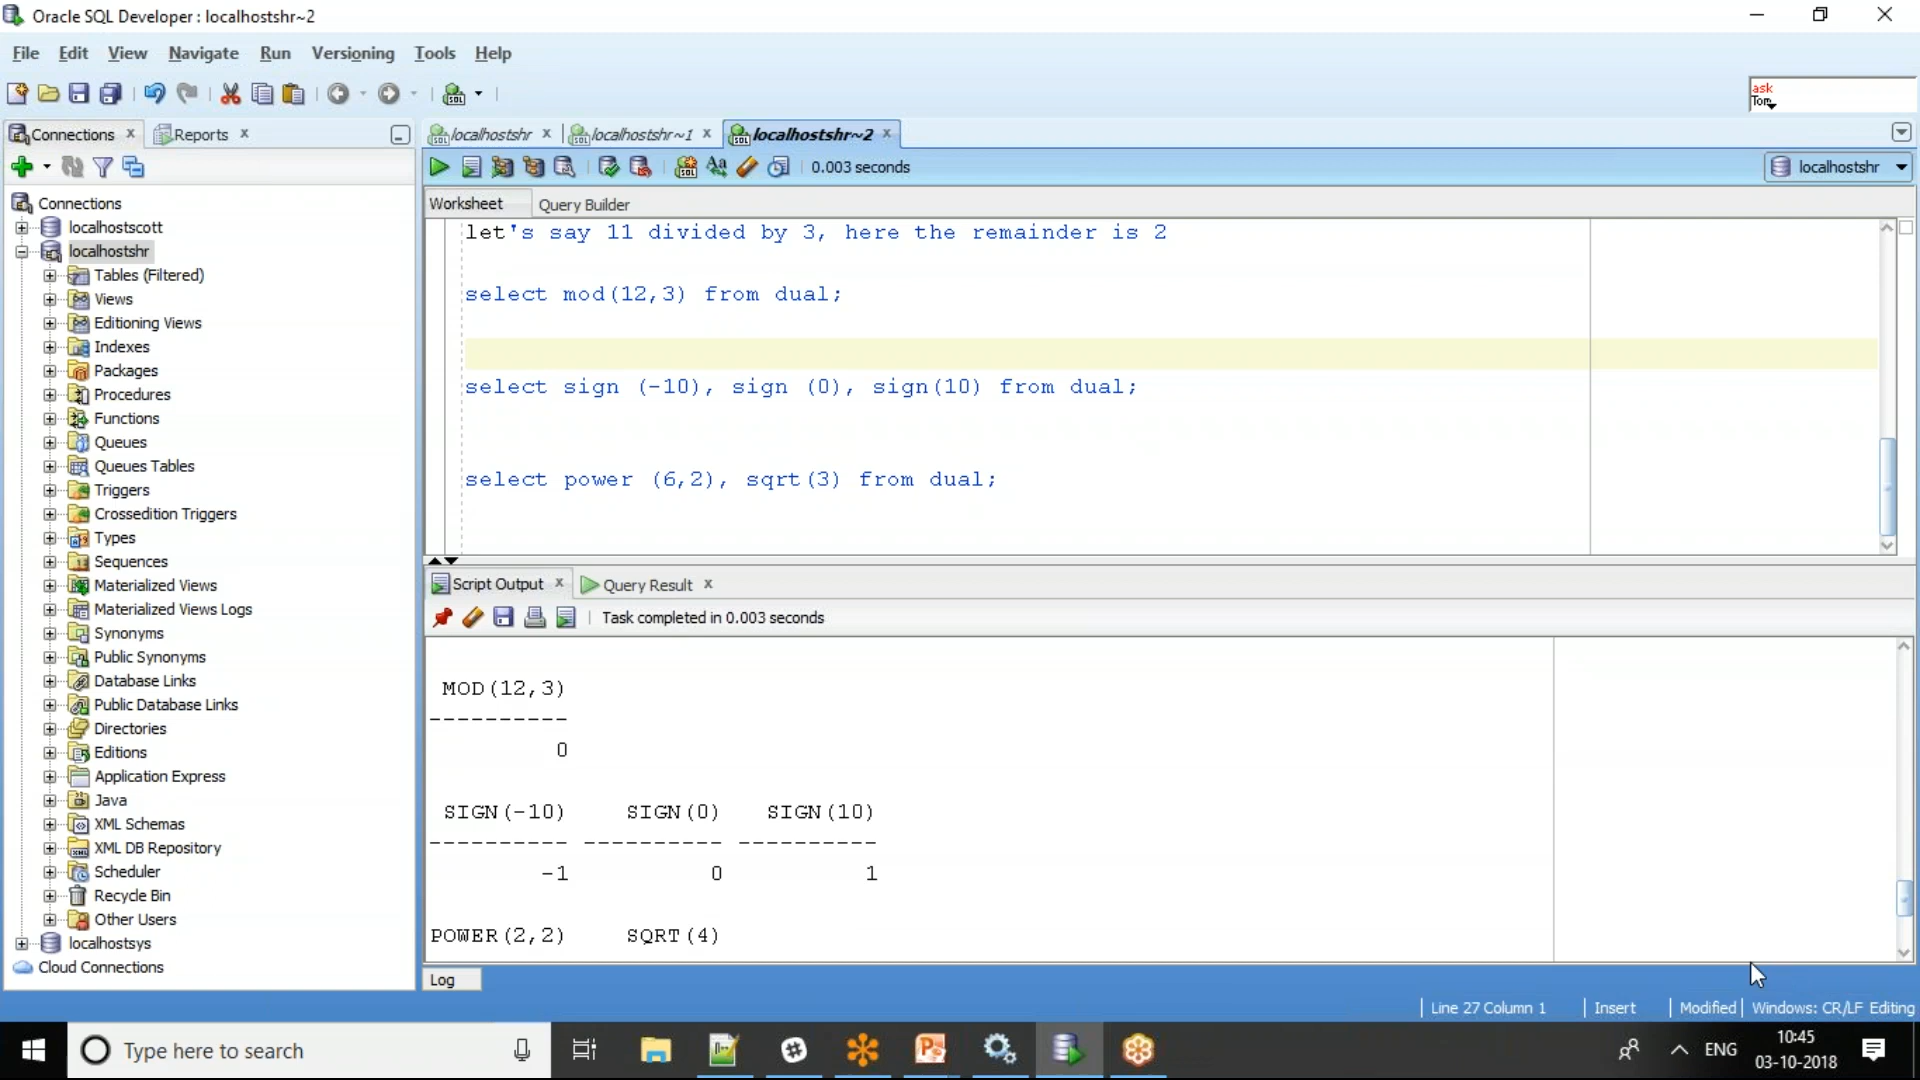 Oracle SQL Developer : localhostshr~2
File Edit View Navigate Run Versioning Tools Help
SQL
ask
Tom
Connections x Reports x
localhostshr x localhostshr~1 x localhostshr~2 x
0.003 seconds
localhostshr
Worksheet Query Builder
Connections
localhostscott
localhostshr
Tables (Filtered)
Views
Editioning Views
Indexes
Packages
Procedures
Functions
Queues
Queues Tables
Triggers
Crossedition Triggers
Types
Sequences
Materialized Views
Materialized Views Logs
Synonyms
Public Synonyms
Database Links
Public Database Links
Directories
Editions
Application Express
Java
XML Schemas
XML DB Repository
Scheduler
Recycle Bin
Other Users
localhostsys
Cloud Connections
let's say 11 divided by 3, here the remainder is 2
select mod(12,3) from dual;
select sign (-10), sign (0), sign(10) from dual;
select power (6,2), sqrt(3) from dual;
Script Output x Query Result x
Task completed in 0.003 seconds
MOD(12,3)
----------
0
SIGN(-10) SIGN(0) SIGN(10)
---------- ---------- ----------
-1 0 1
POWER(2,2) SQRT(4)
Log
Line 27 Column 1 Insert Modified Windows: CR/LF Editing
Type here to search
ENG
10:45
03-10-2018